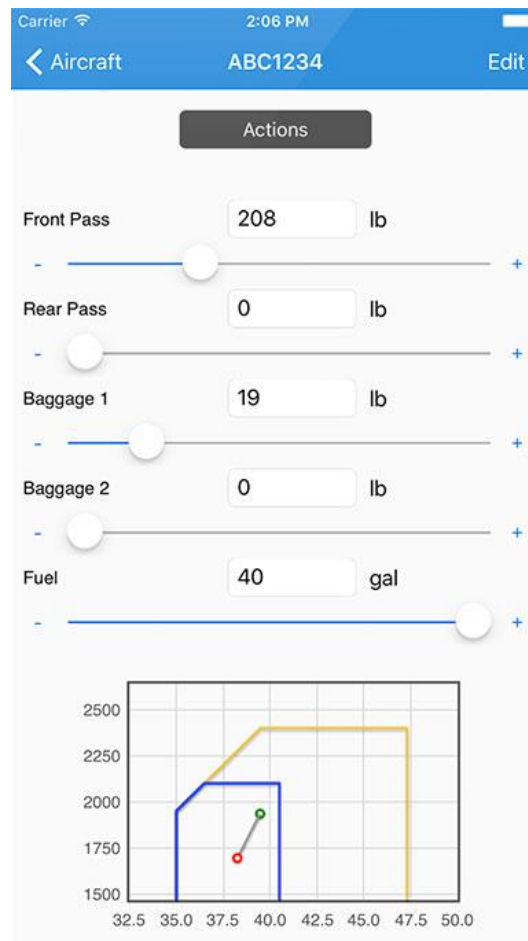 Carrier 2:06 PM
Aircraft ABC1234 Edit
Actions
Front Pass 208 lb
- +
Rear Pass 0 lb
- +
Baggage 1 19 lb
- +
Baggage 2 0 lb
- +
Fuel 40 gal
- +
2500
2250
2000
1750
1500
32.5 35.0 37.5 40.0 42.5 45.0 47.5 50.0